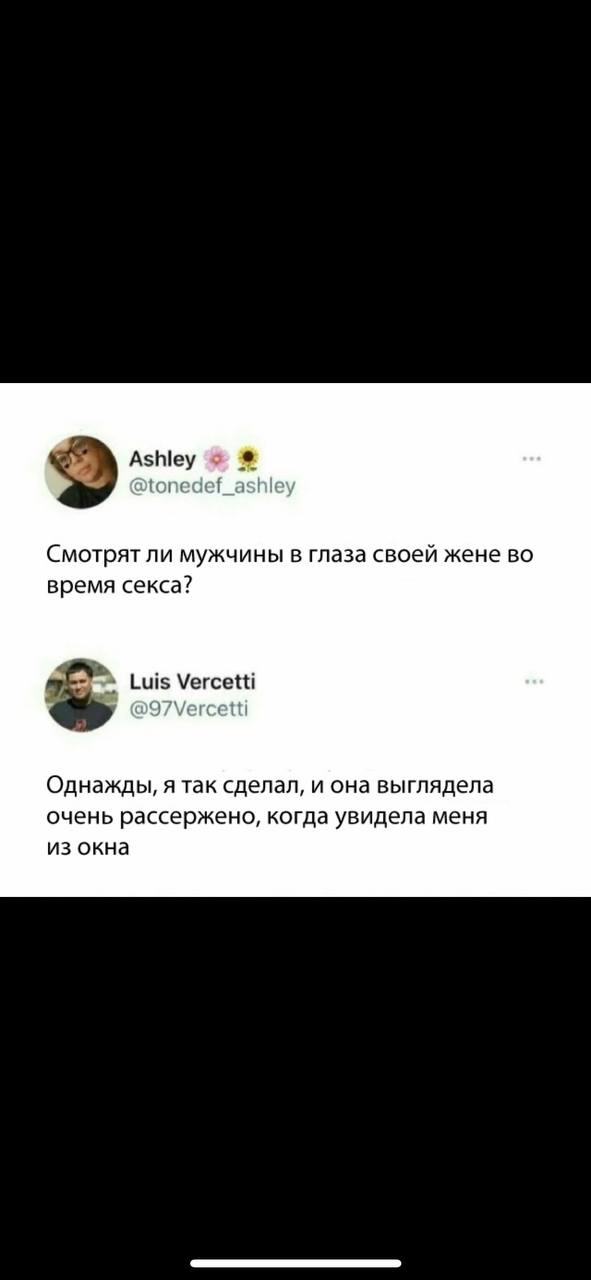 Ashley 🌸 🌻
@tonedef_ashley
Смотрят ли мужчины в глаза своей жене во
время секса?
Luis Vercetti
@97Vercetti
Однажды, я так сделал, и она выглядела
очень рассержено, когда увидела меня
из окна